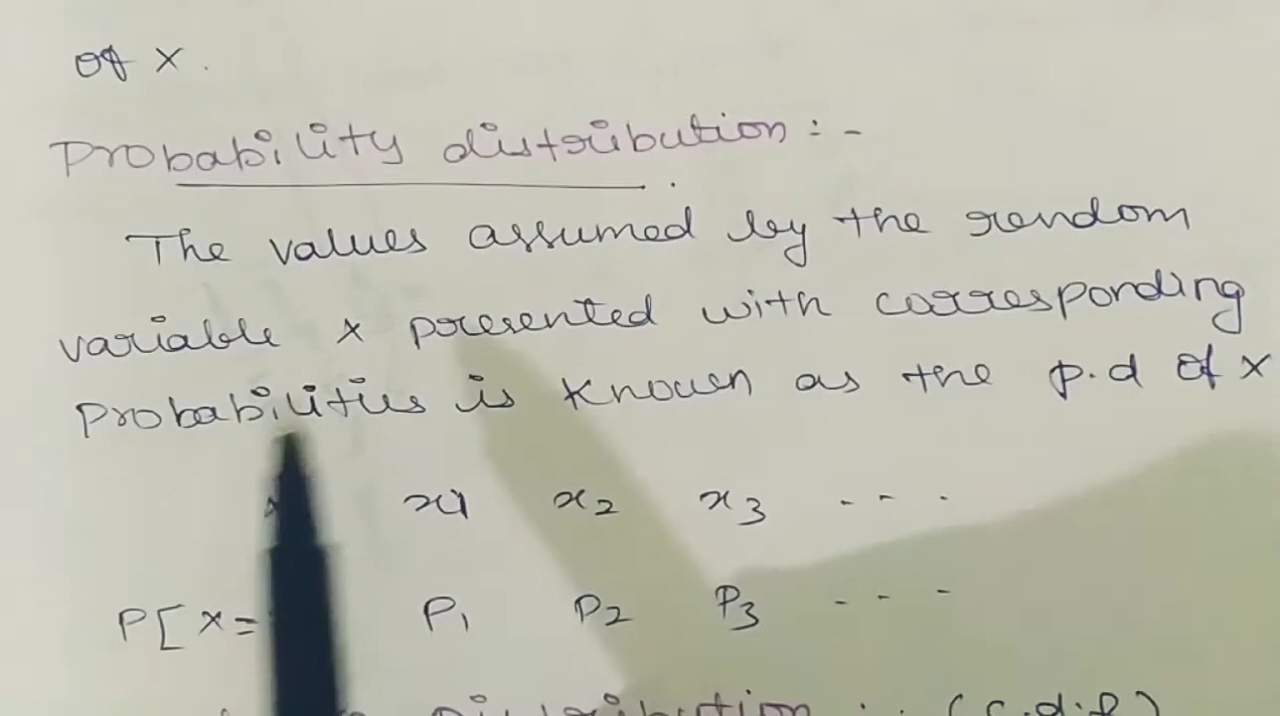 of x.
Probability distribution : -
The values assumed by the random
variable x presented with corresponding
Probabilities is known as the p.d of x
x1 x2 x3 - - -
P[x= P1 P2 P3 - - -
Distribution : . (c.d.f)